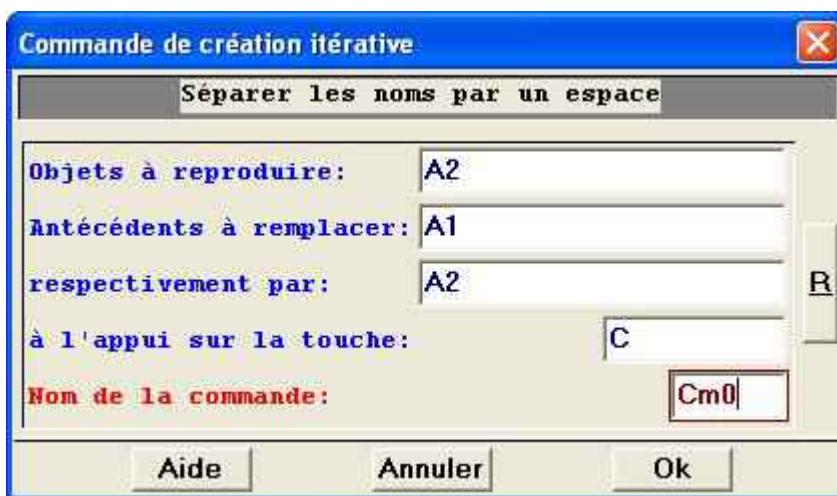 Commande de création itérative
Séparer les noms par un espace
Objets à reproduire: A2
Antécédents à remplacer: A1
respectivement par: A2
R
à l'appui sur la touche: C
Nom de la commande: Cm0
Aide Annuler Ok